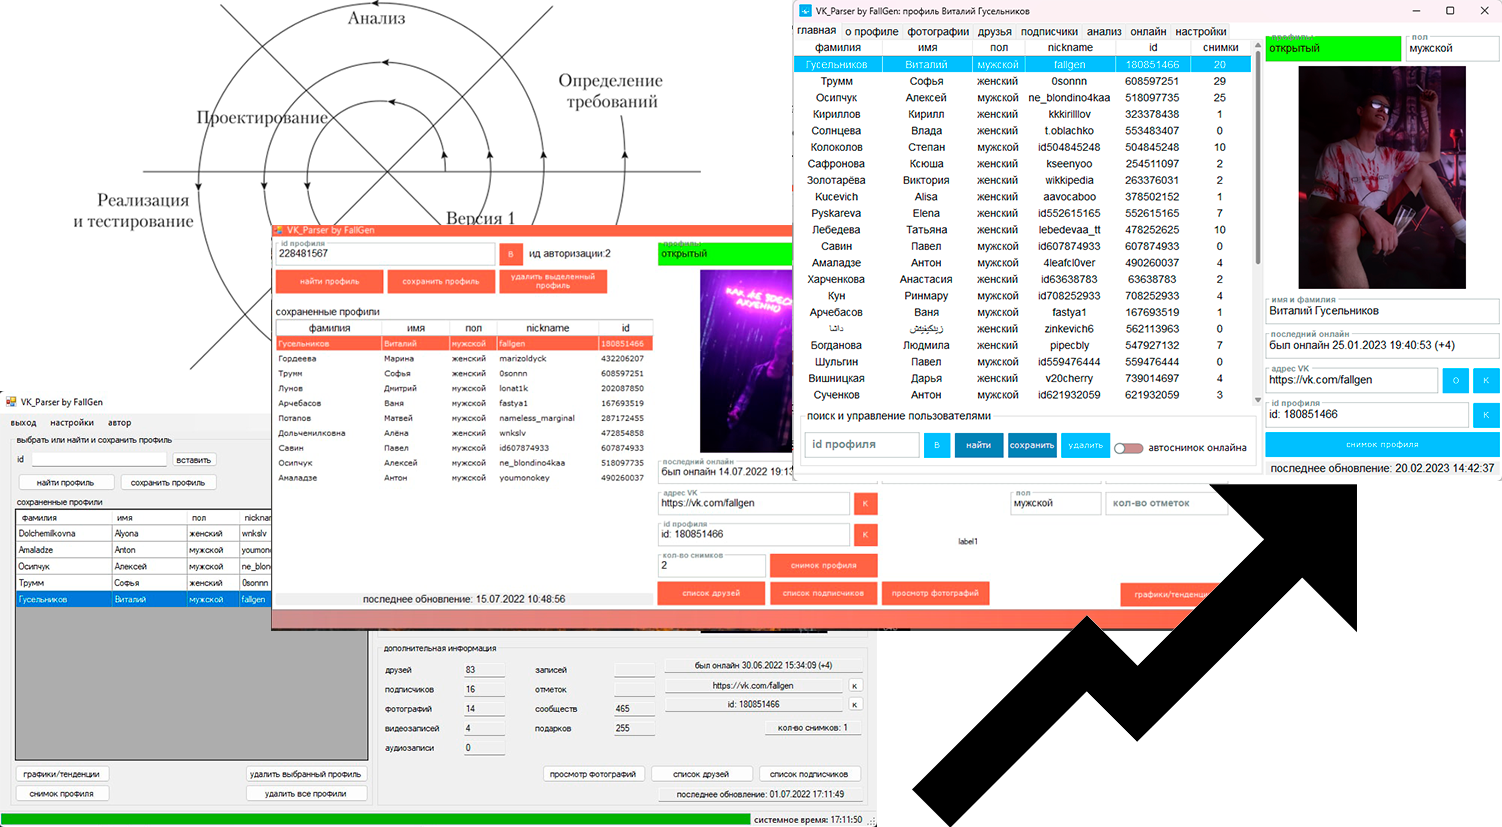 Анализ
Определение
требований
Проектирование
Реализация
и тестирование
Версия 1
VK_Parser by FallGen
выход настройки автор
выбрать или найти и сохранить профиль
id вставить
найти профиль сохранить профиль
сохраненные профили
фамилия имя пол nicknam
Dolchemilkovna Alyona женский wnkslv
Amaladze Anton мужской youmono
Осипчук Алексей мужской ne_blon
Трумм Софья женский 0sonnn
Гусельников Виталий мужской fallgen
графики/тенденции удалить выбранный профиль
снимок профиля удалить все профили
дополнительная информация
друзей 83 записей был онлайн 30.06.2022 15:34:09 (+4)
подписчиков 16 отметок https://vk.com/fallgen к
фотографий 14 сообществ 465 id: 180851466 к
видеозаписей 4 подарков 255 кол-во снимков: 1
аудиозаписи 0
просмотр фотографий список друзей список подписчиков
последнее обновление: 01.07.2022 17:11:49
системное время: 17:11:50
VK_Parser by FallGen
id профиля
228481567 В ид авторизации:2
найти профиль сохранить профиль удалить выделенный
профиль
сохраненные профили
фамилия имя пол nickname id
Гусельников Виталий мужской fallgen 180851466
Гордеева Марина женский marizoldyck 432206207
Трумм Софья женский 0sonnn 608597251
Лунов Дмитрий мужской lonat1k 202087850
Арчебасов Ваня мужской fastya1 167693519
Потапов Матвей мужской nameless_marginal 287172455
Дольчемилковна Алёна женский wnkslv 472854858
Савин Павел мужской id607874933 607874933
Осипчук Алексей мужской ne_blondino4kaa 518097735
Амаладзе Антон мужской youmonokey 490260037
последнее обновление: 15.07.2022 10:48:56
профиль:
открытый
последний онлайн
был онлайн 14.07.2022 19:13
адрес VK
https://vk.com/fallgen К
id профиля
id: 180851466 К
кол-во снимков
2 снимок профиля
список друзей список подписчиков просмотр фотографий графики/тенденци
пол
мужской кол-во отметок
label1
VK_Parser by FallGen: профиль Виталий Гусельников
главная о профиле фотографии друзья подписчики анализ онлайн настройки
фамилия имя пол nickname id снимки
Гусельников Виталий мужской fallgen 180851466 20
Трумм Софья женский 0sonnn 608597251 29
Осипчук Алексей мужской ne_blondino4kaa 518097735 25
Кириллов Кирилл женский kkkirilllov 323378438 1
Солнцева Влада женский t.oblachko 553483407 0
Колоколов Степан мужской id504845248 504845248 10
Сафронова Ксюша женский kseenyoo 254511097 2
Золотарёва Виктория женский wikkipedia 263376031 2
Kucevich Alisa женский aavocaboo 378502152 1
Pyskareva Elena женский id552615165 552615165 7
Лебедева Татьяна женский lebedevaa_tt 478252625 10
Савин Павел мужской id607874933 607874933 0
Амаладзе Антон мужской 4leafcl0ver 490260037 4
Харченкова Анастасия женский id63638783 63638783 2
Кун Ринмару мужской id708252933 708252933 4
Арчебасов Ваня мужской fastya1 167693519 1
женский zinkevich6 562113963 0
Богданова Людмила женский pipecbly 547927132 7
Шульгин Павел мужской id559476444 559476444 0
Вишницкая Дарья женский v20cherry 739014697 4
Сученков Антон мужской id621932059 621932059 3
поиск и управление пользователями
id профиля В найти сохранить удалить автоснимок онлайна
открытый
пол
мужской
имя и фамилия
Виталий Гусельников
последний онлайн
был онлайн 25.01.2023 19:40:53 (+4)
адрес VK
https://vk.com/fallgen О К
id профиля
id: 180851466 К
снимок профиля
последнее обновление: 20.02.2023 14:42:37